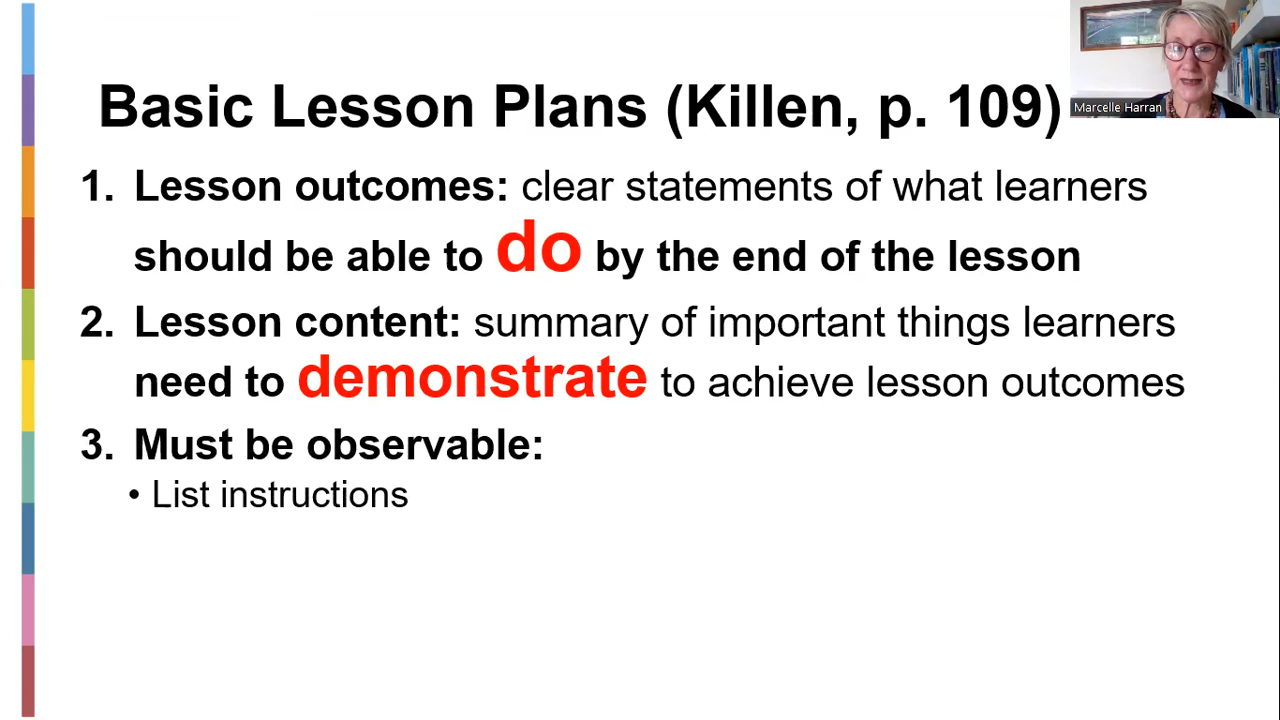 Basic Lesson Plans (Killen, p. 109)
Marcelle Harran
1. Lesson outcomes: clear statements of what learners
should be able to do by the end of the lesson
2. Lesson content: summary of important things learners
need to demonstrate to achieve lesson outcomes
3. Must be observable:
• List instructions